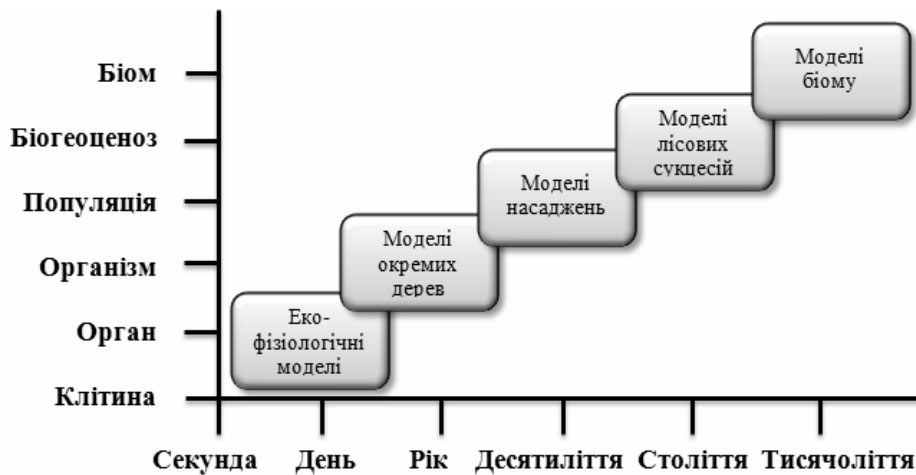 Біом
Біогеоценоз
Популяція
Організм
Орган
Клітина
Моделі
біому
Моделі
лісових
сукцесій
Моделі
насаджень
Моделі
окремих
дерев
Еко-
фізіологічні
моделі
Секунда День Рік Десятиліття Століття Тисячоліття